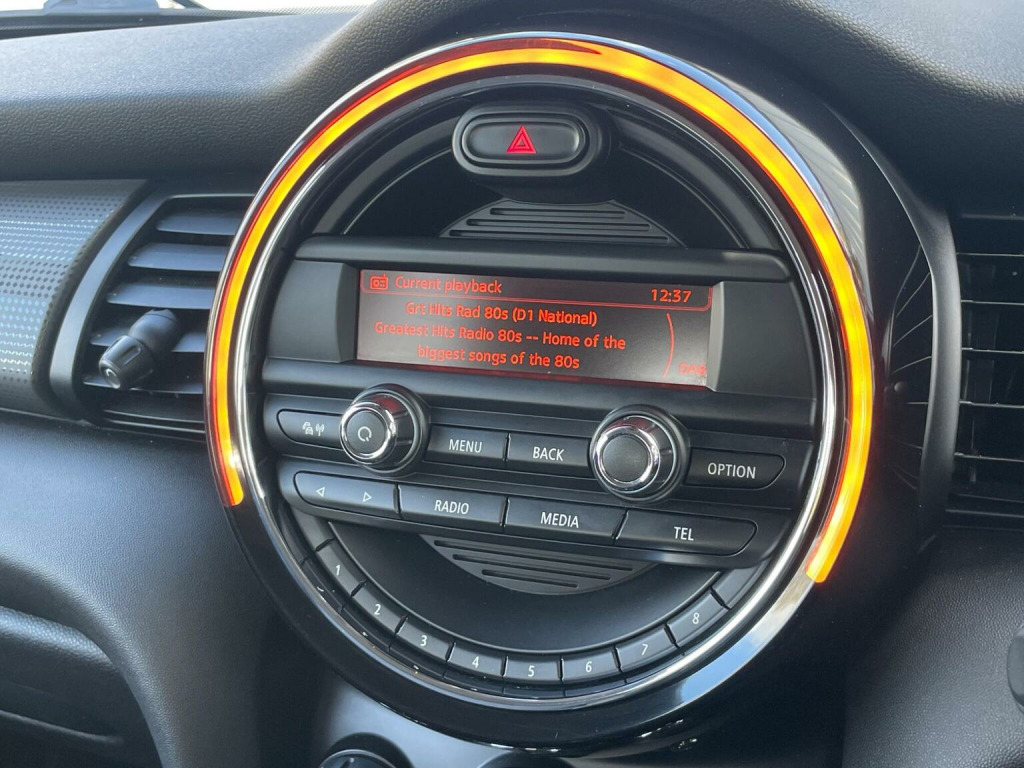 Current playback
12:37
Grt Hits Rad 80s (D1 National)
Greatest Hits Radio 80s -- Home of the
biggest songs of the 80s
DAB
MENU
BACK
OPTION
RADIO
MEDIA
TEL
1
2
3
4
5
6
7
8